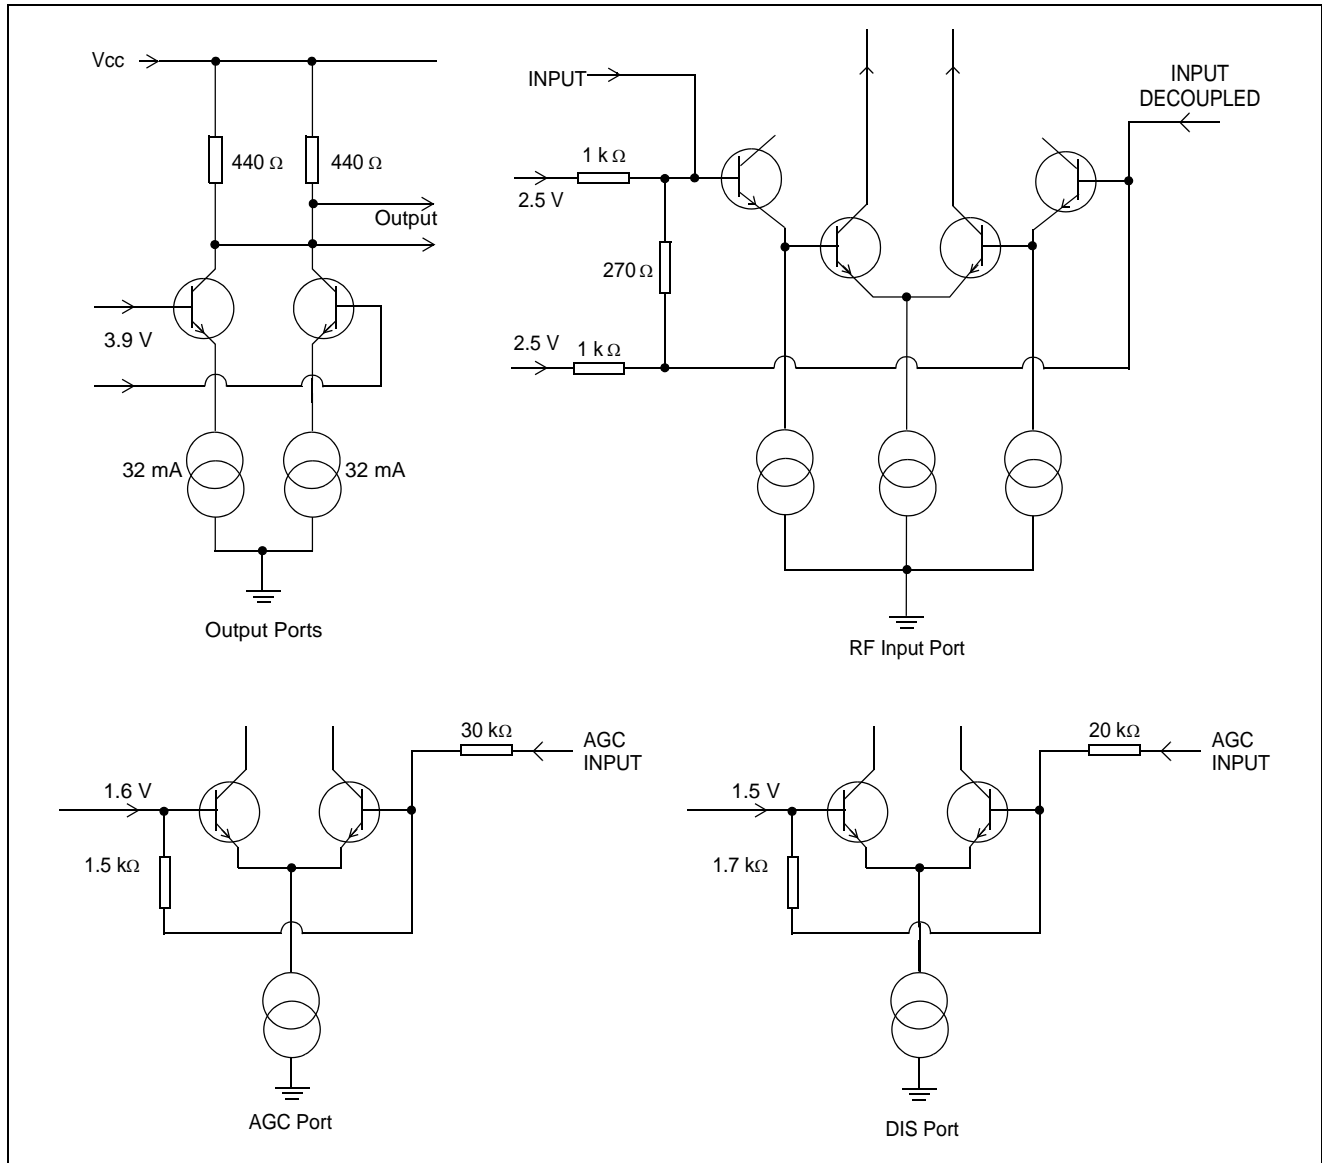 Vcc
440 Ω
440 Ω
Output
3.9 V
32 mA
32 mA
Output Ports
INPUT
INPUT
DECOUPLED
1 k Ω
2.5 V
270 Ω
2.5 V
1 k Ω
RF Input Port
30 kΩ
AGC
INPUT
1.6 V
1.5 kΩ
AGC Port
20 kΩ
AGC
INPUT
1.5 V
1.7 kΩ
DIS Port